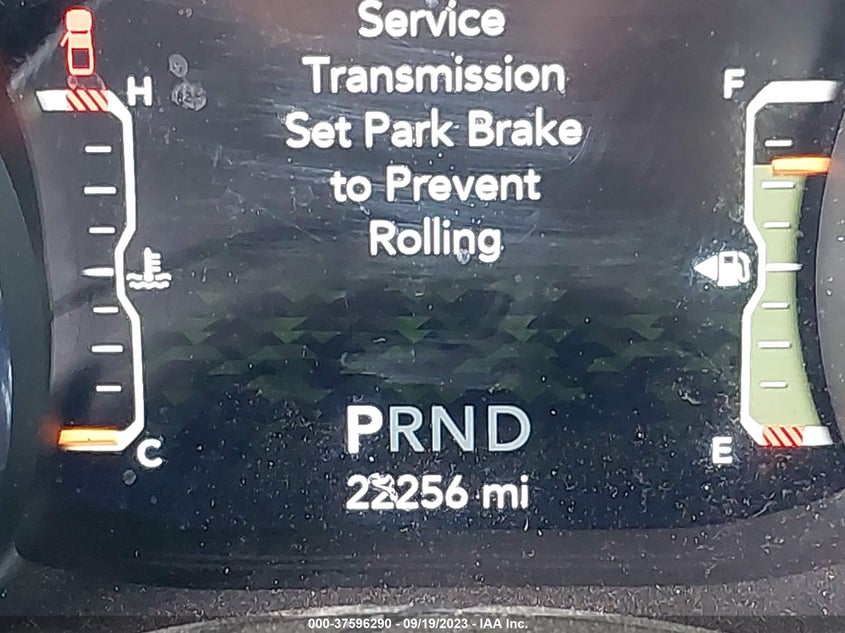 Service
Transmission
Set Park Brake
to Prevent
Rolling
H
F
C
E
PRND
22256 mi
000-37596290 - 09/19/2023 - IAA Inc.